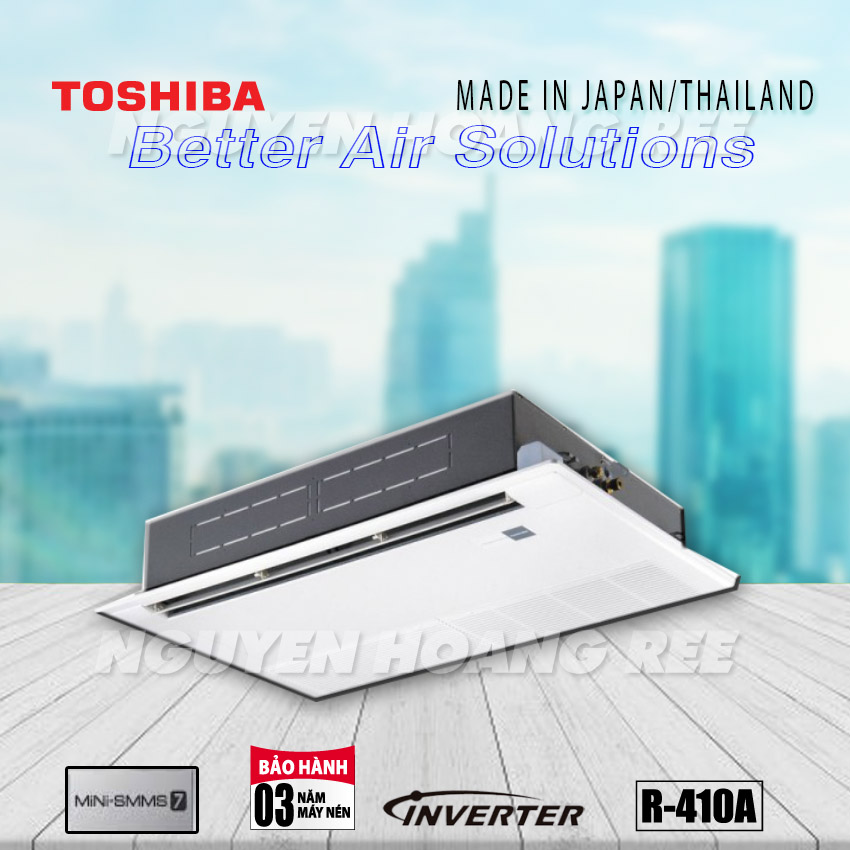 TOSHIBA
MADE IN JAPAN/THAILAND
NGUYEN HOANG REE
Better Air Solutions
NGUYEN HOANG REE
MiNi-SMMS 7
BẢO HÀNH
03 NĂM
MÁY NÉN
INVERTER
R-410A